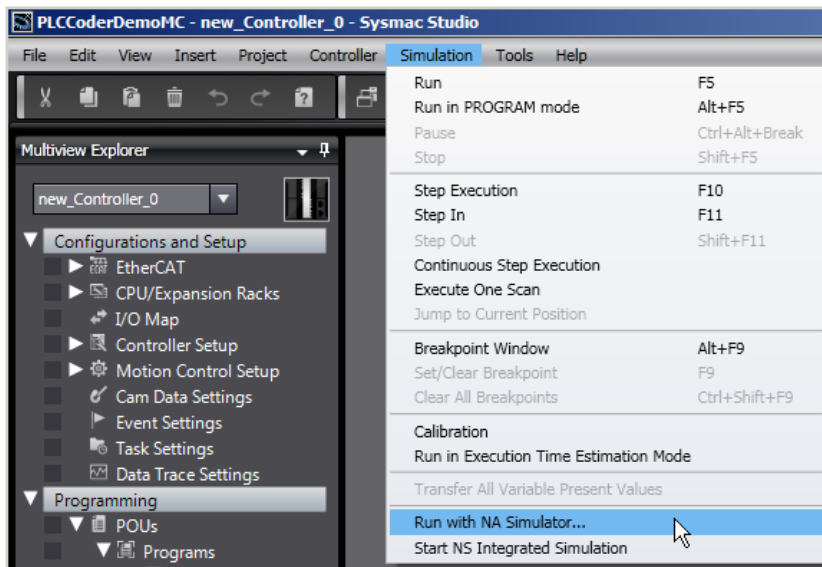 PLCCoderDemoMC - new_Controller_0 - Sysmac Studio
File Edit View Insert Project Controller Simulation Tools Help
Multiview Explorer
new_Controller_0
Configurations and Setup
EtherCAT
CPU/Expansion Racks
I/O Map
Controller Setup
Motion Control Setup
Cam Data Settings
Event Settings
Task Settings
Data Trace Settings
Programming
POUs
Programs
Run F5
Run in PROGRAM mode Alt+F5
Pause Ctrl+Alt+Break
Stop Shift+F5
Step Execution F10
Step In F11
Step Out Shift+F11
Continuous Step Execution
Execute One Scan
Jump to Current Position
Breakpoint Window Alt+F9
Set/Clear Breakpoint F9
Clear All Breakpoints Ctrl+Shift+F9
Calibration
Run in Execution Time Estimation Mode
Transfer All Variable Present Values
Run with NA Simulator...
Start NS Integrated Simulation